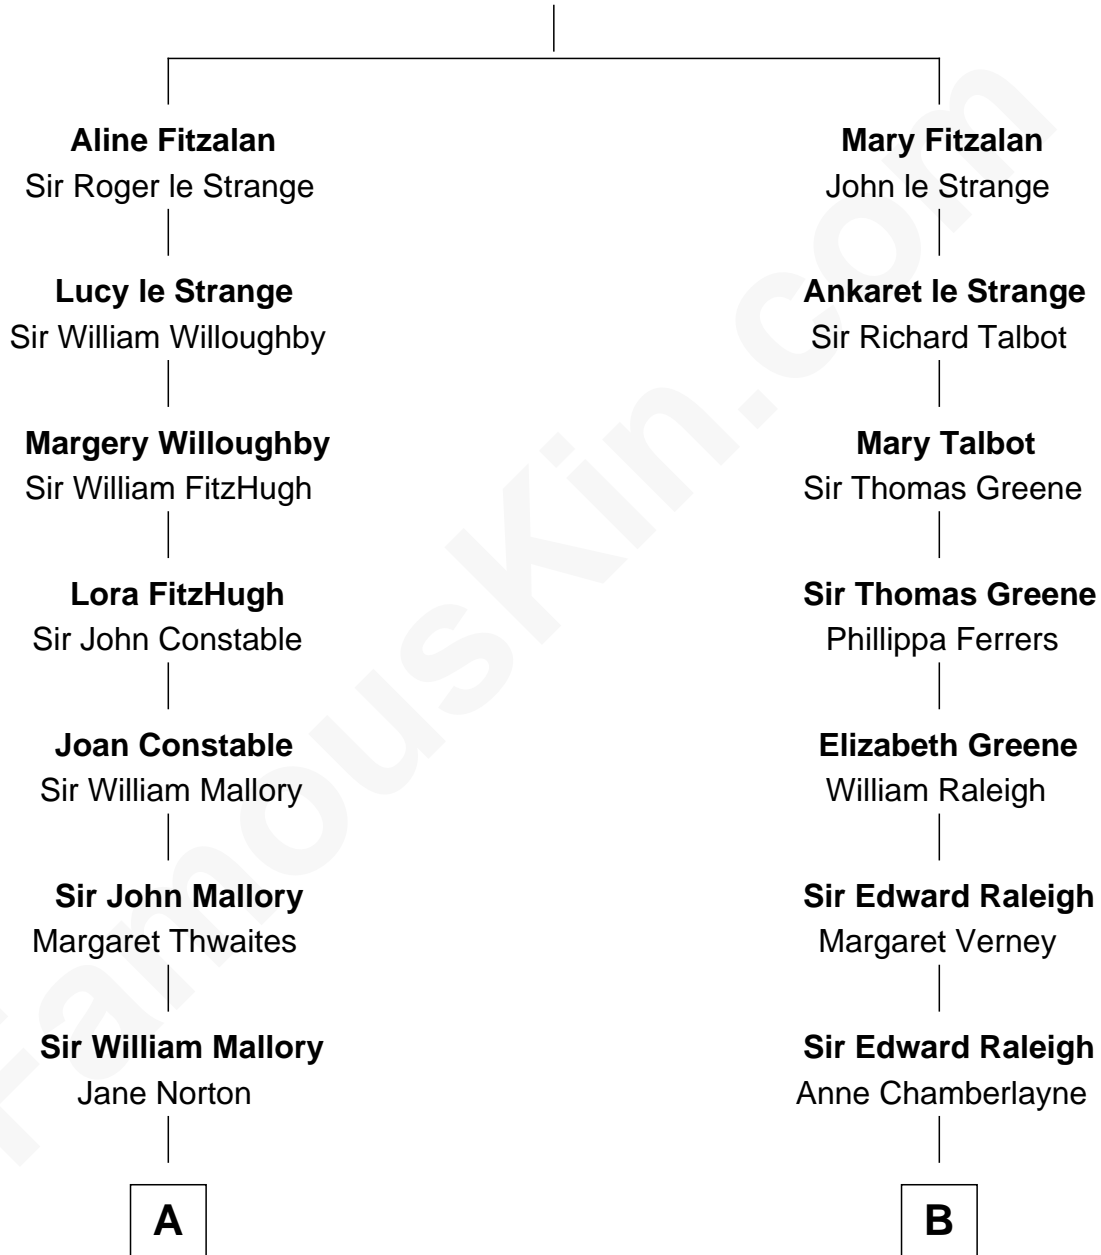 Aline Fitzalan
Sir Roger le Strange
Mary Fitzalan
John le Strange
Lucy le Strange
Sir William Willoughby
Ankaret le Strange
Sir Richard Talbot
Margery Willoughby
Sir William FitzHugh
Mary Talbot
Sir Thomas Greene
Lora FitzHugh
Sir John Constable
Sir Thomas Greene
Phillippa Ferrers
Joan Constable
Sir William Mallory
Elizabeth Greene
William Raleigh
Sir John Mallory
Margaret Thwaites
Sir Edward Raleigh
Margaret Verney
Sir William Mallory
Jane Norton
Sir Edward Raleigh
Anne Chamberlayne
A
B
FamousKin.com